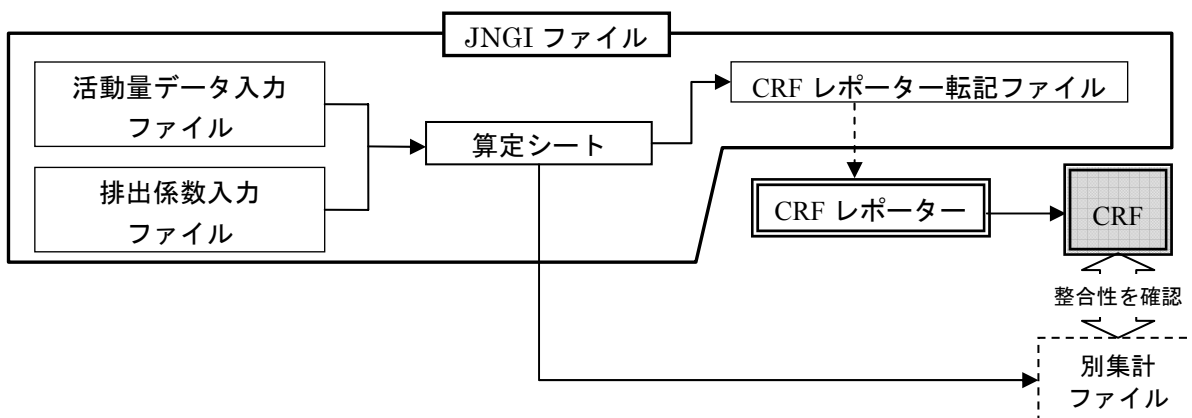 JNGI ファイル
活動量データ入力
ファイル
排出係数入力
ファイル
算定シート
CRF レポーター転記ファイル
CRF レポーター
CRF
整合性を確認
別集計
ファイル